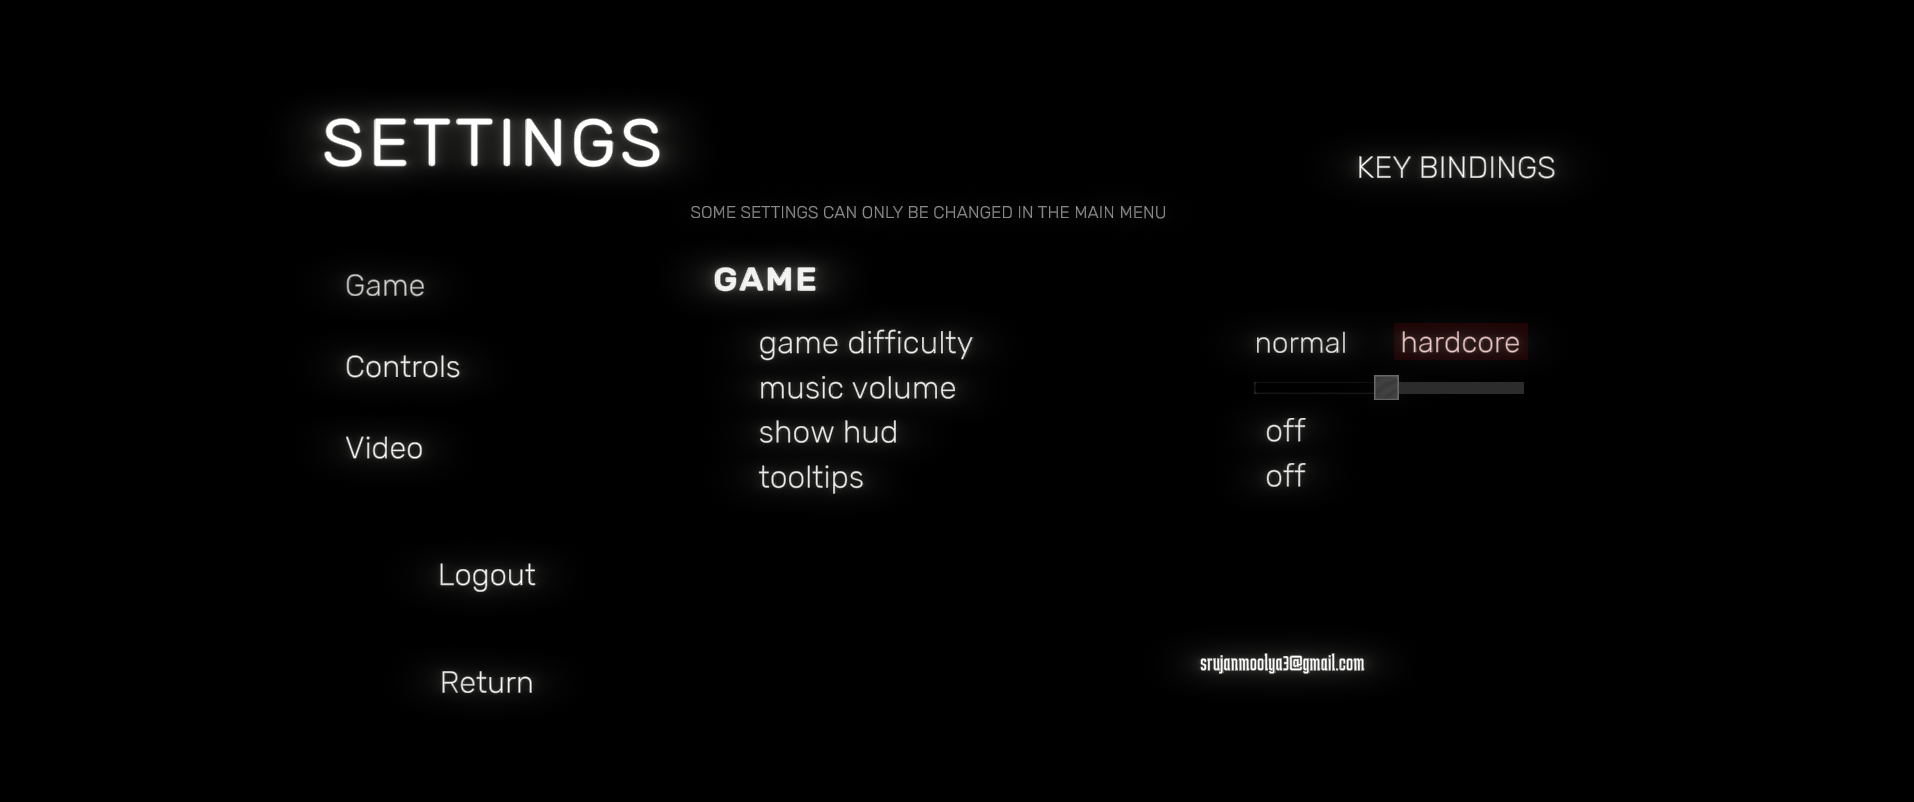 SETTINGS
KEY BINDINGS
SOME SETTINGS CAN ONLY BE CHANGED IN THE MAIN MENU
Game
Controls
Video
Logout
Return
GAME
game difficulty normal hardcore
music volume
show hud off
tooltips off
srujanmoolya3@gmail.com